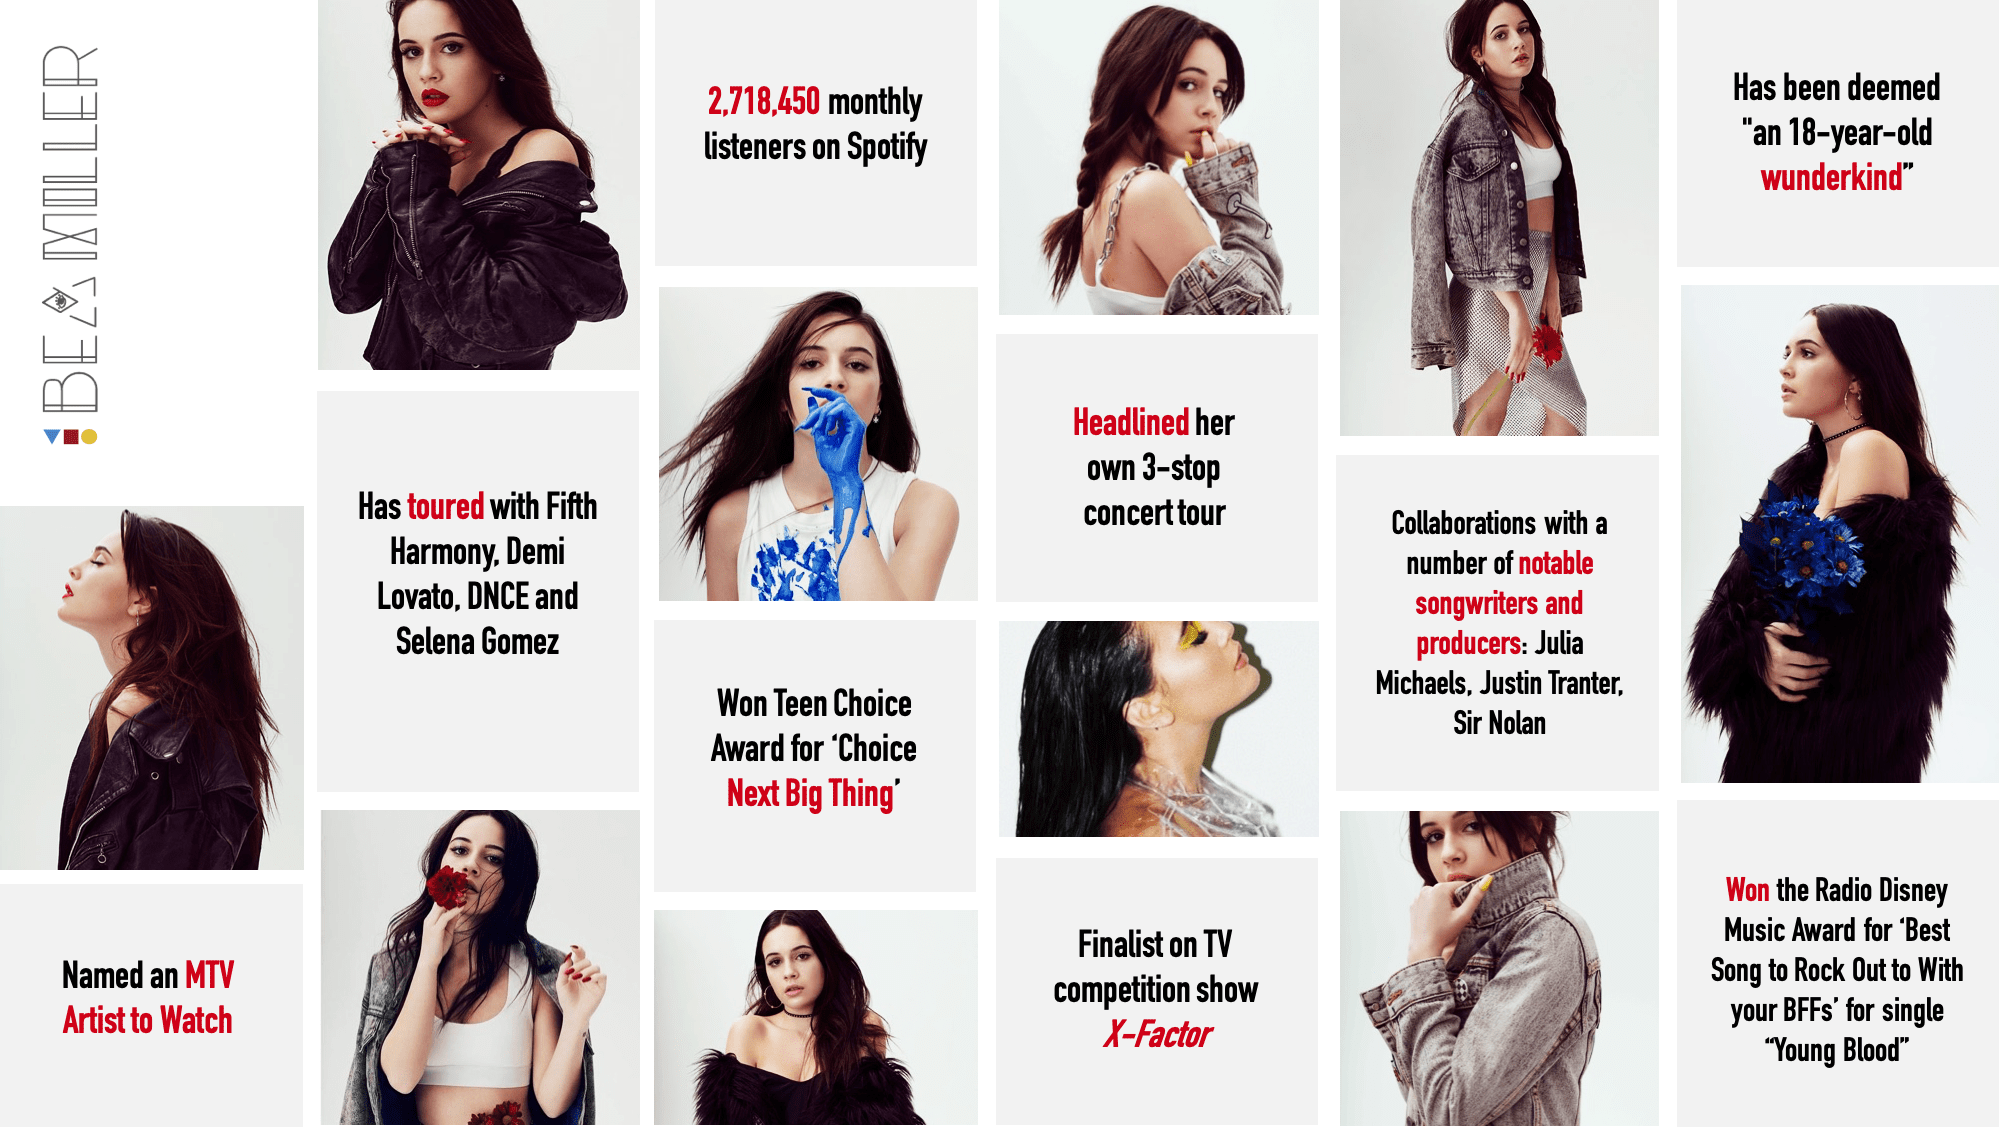 BEA MILLER
Named an MTV
Artist to Watch
Has toured with Fifth
Harmony, Demi
Lovato, DNCE and
Selena Gomez
2,718,450 monthly
listeners on Spotify
Won Teen Choice
Award for ‘Choice
Next Big Thing’
Headlined her
own 3-stop
concert tour
Finalist on TV
competition show
X-Factor
Collaborations with a
number of notable
songwriters and
producers: Julia
Michaels, Justin Tranter,
Sir Nolan
Has been deemed
"an 18-year-old
wunderkind”
Won the Radio Disney
Music Award for ‘Best
Song to Rock Out to With
your BFFs’ for single
“Young Blood”